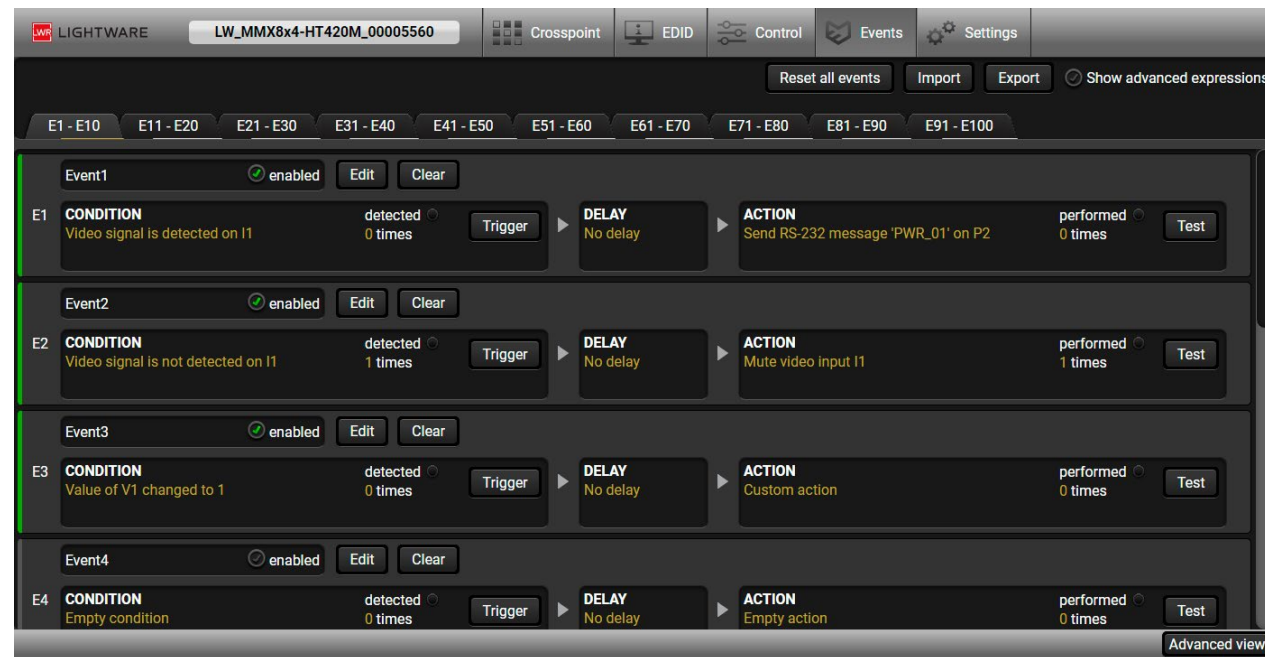 LWR LIGHTWARE LW_MMX8x4-HT420M_00005560 Crosspoint EDID Control Events Settings
Reset all events Import Export Show advanced expressions
E1 - E10 E11 - E20 E21 - E30 E31 - E40 E41 - E50 E51 - E60 E61 - E70 E71 - E80 E81 - E90 E91 - E100
Event1 enabled Edit Clear
E1 CONDITION detected Trigger DELAY ACTION performed Test
Video signal is detected on I1 0 times No delay Send RS-232 message 'PWR_01' on P2 0 times
Event2 enabled Edit Clear
E2 CONDITION detected Trigger DELAY ACTION performed Test
Video signal is not detected on I1 1 times No delay Mute video input I1 1 times
Event3 enabled Edit Clear
E3 CONDITION detected Trigger DELAY ACTION performed Test
Value of V1 changed to 1 0 times No delay Custom action 0 times
Event4 enabled Edit Clear
E4 CONDITION detected Trigger DELAY ACTION performed Test
Empty condition 0 times No delay Empty action 0 times
Advanced view